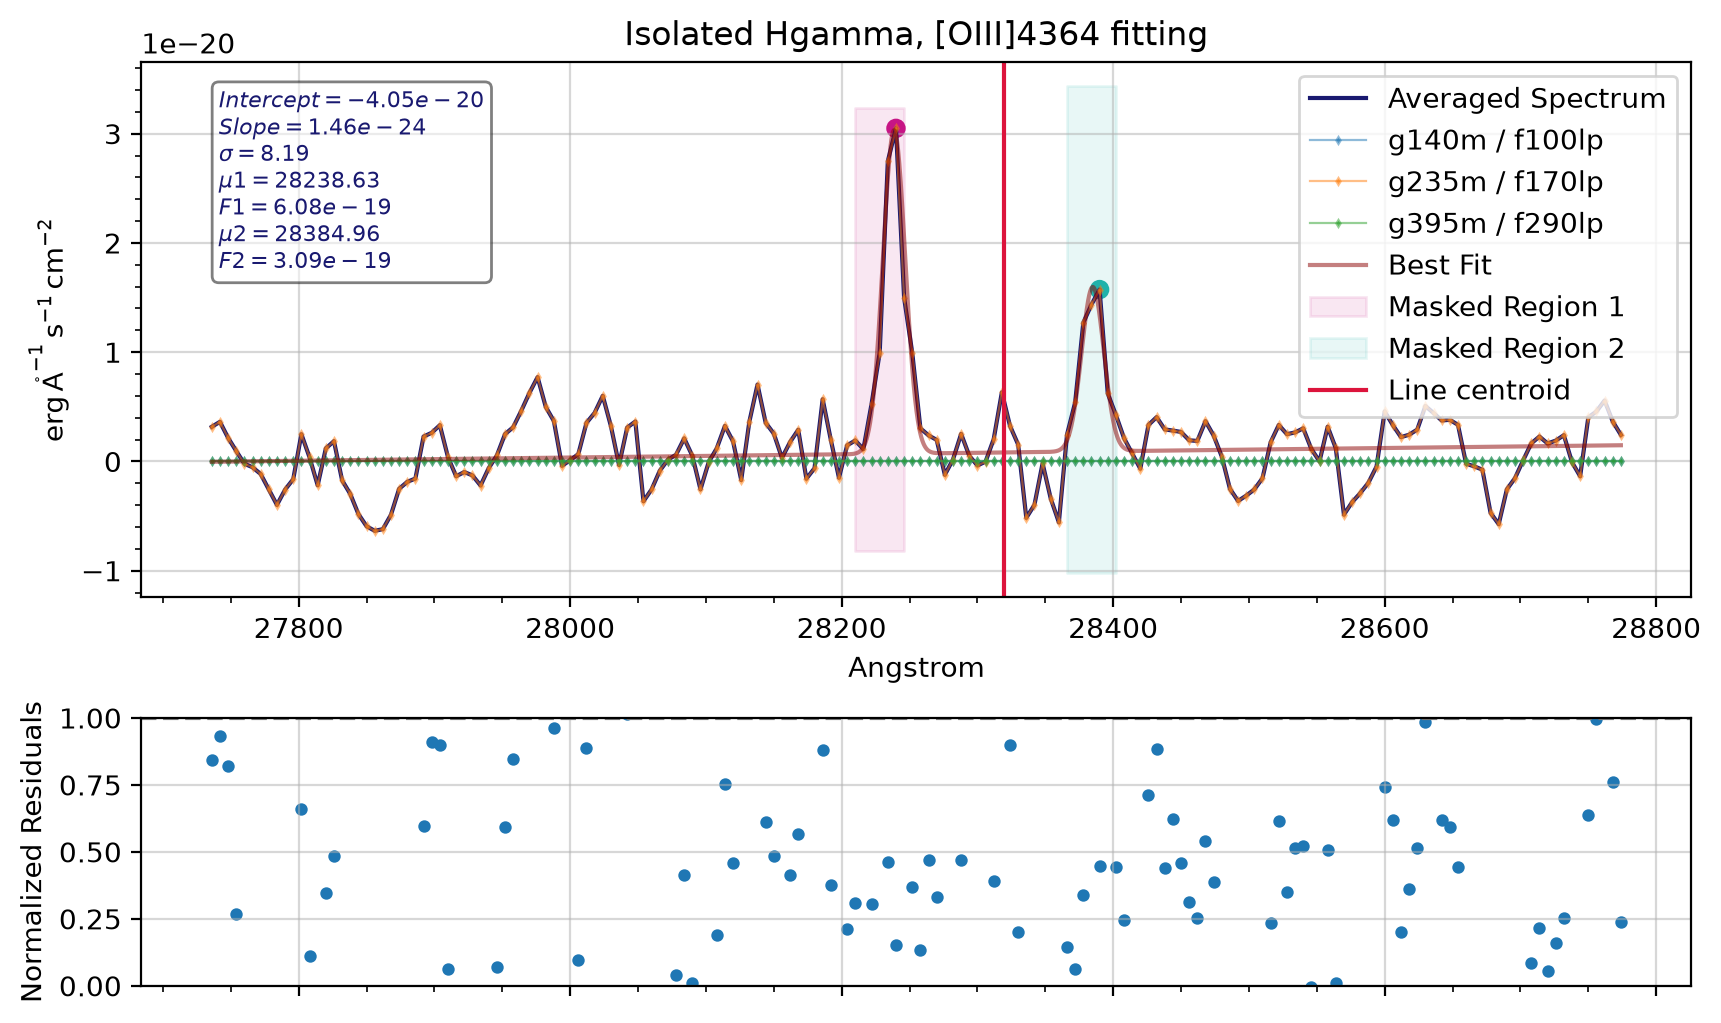 Isolated Hgamma, [OIII]4364 fitting
1e−20
Intercept = −4.05e − 20
Slope = 1.46e − 24
σ = 8.19
μ1 = 28238.63
F1 = 6.08e − 19
μ2 = 28384.96
F2 = 3.09e − 19
Averaged Spectrum
g140m / f100lp
g235m / f170lp
g395m / f290lp
Best Fit
Masked Region 1
Masked Region 2
Line centroid
erg Å⁻¹ s⁻¹ cm⁻²
3
2
1
0
−1
27800 28000 28200 28400 28600 28800
Angstrom
Normalized Residuals
1.00
0.75
0.50
0.25
0.00